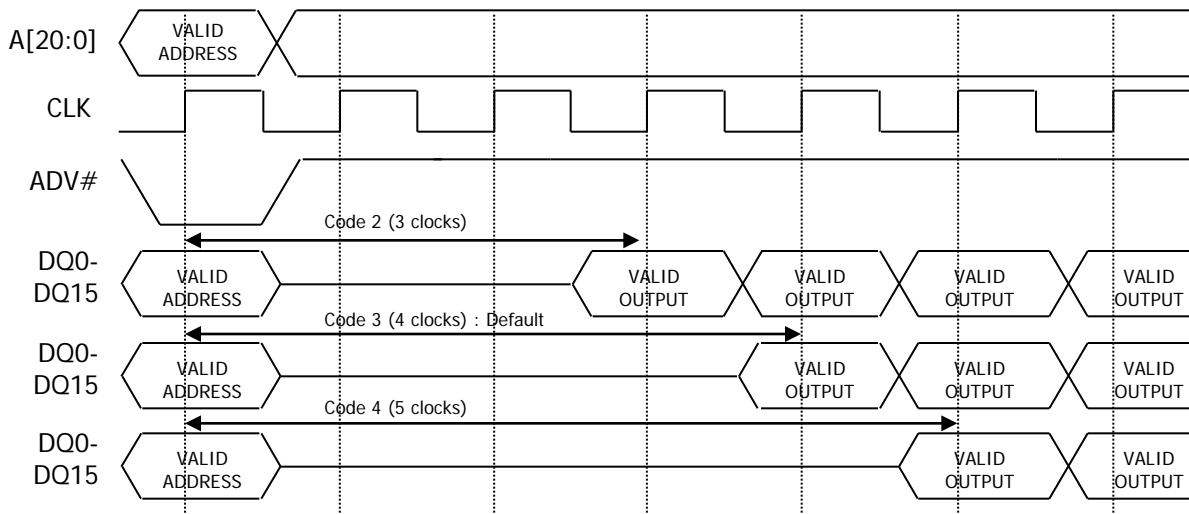 A[20:0]
VALID
ADDRESS
CLK
ADV#
Code 2 (3 clocks)
DQ0-
DQ15
VALID
ADDRESS
VALID
OUTPUT
VALID
OUTPUT
VALID
OUTPUT
VALID
OUTPUT
Code 3 (4 clocks) : Default
DQ0-
DQ15
VALID
ADDRESS
VALID
OUTPUT
VALID
OUTPUT
VALID
OUTPUT
Code 4 (5 clocks)
DQ0-
DQ15
VALID
ADDRESS
VALID
OUTPUT
VALID
OUTPUT